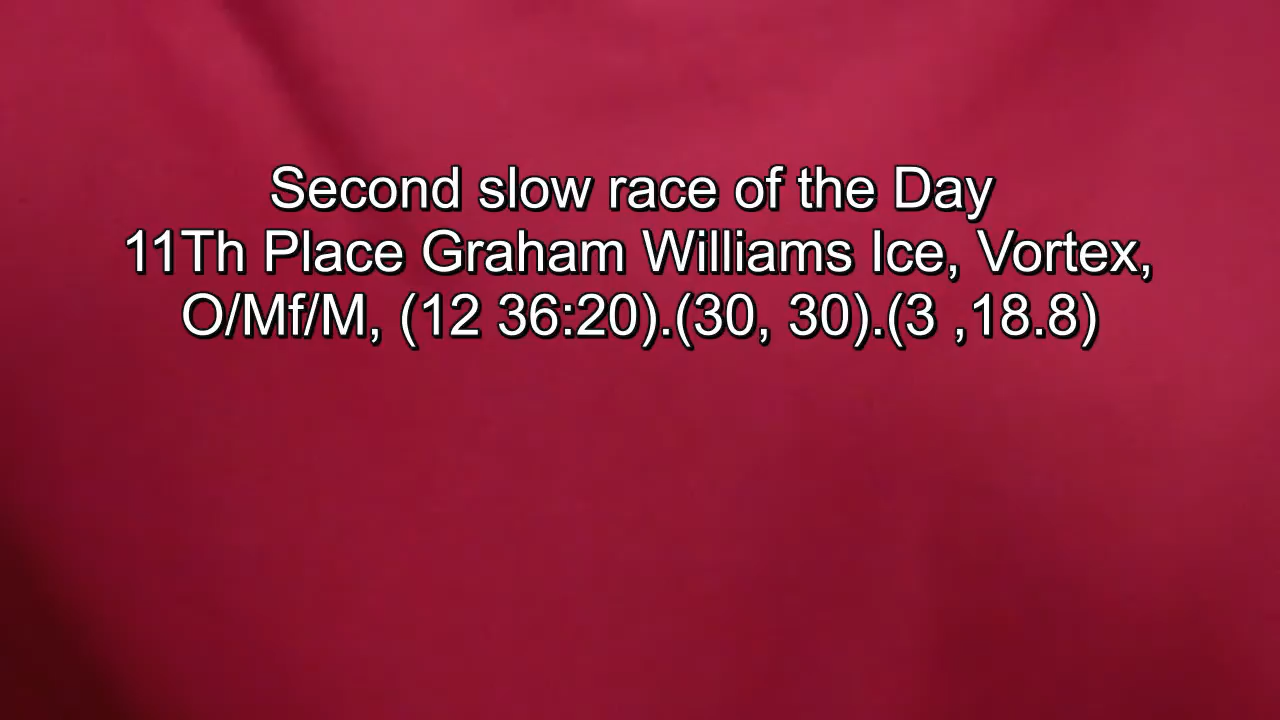 Second slow race of the Day
11Th Place Graham Williams Ice, Vortex,
O/Mf/M, (12 36:20).(30, 30).(3 ,18.8)